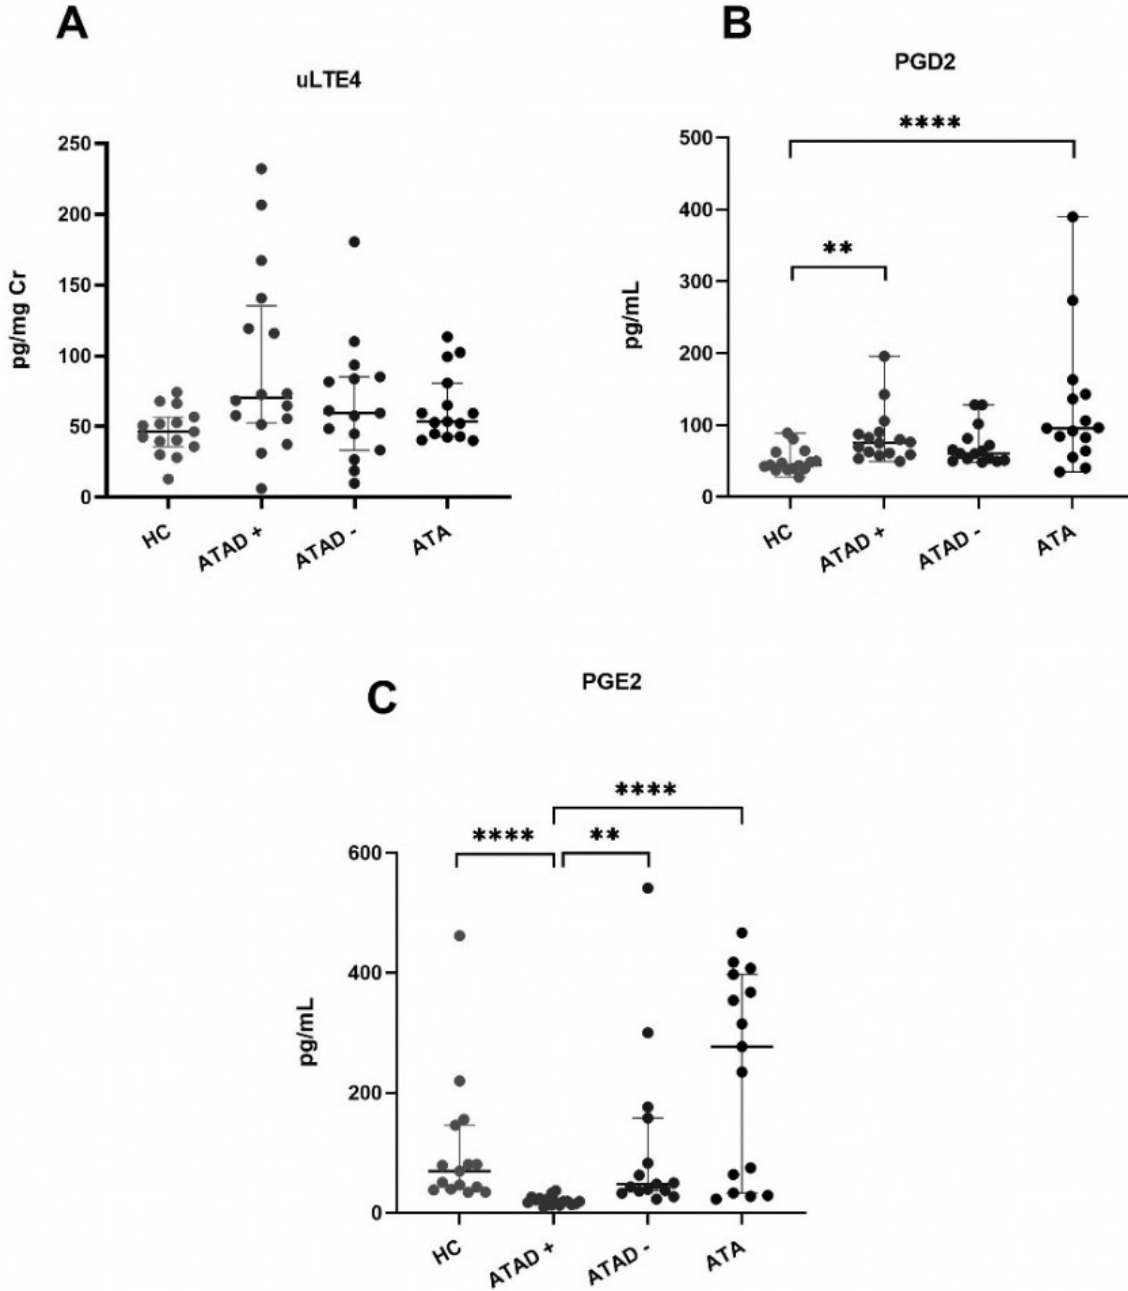 A
B
uLTE4
PGD2
pg/mg Cr
250
200
150
100
50
0
HC
ATAD +
ATAD -
ATA
****
**
pg/mL
500
400
300
200
100
0
HC
ATAD +
ATAD -
ATA
C
PGE2
****
****
**
pg/mL
600
400
200
0
HC
ATAD +
ATAD -
ATA